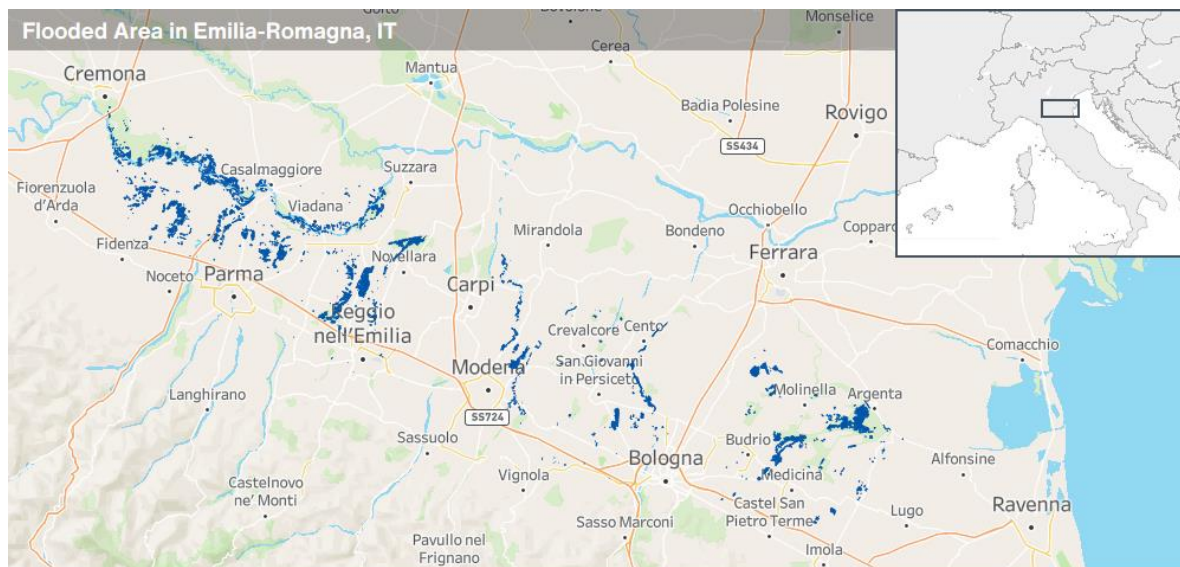 Flooded Area in Emilia-Romagna, IT
Monselice
Cerea
Cremona
Mantua
Badia Polesine
Rovigo
SS434
Casalmaggiore
Suzzara
Fiorenzuola
d'Arda
Viadana
Occhiobello
Copparo
Fidenza
Mirandola
Bondeno
Novellara
Ferrara
Noceto
Parma
Carpi
Reggio
nell'Emilia
Crevalcore
Cento
Comacchio
Modena
San Giovanni
in Persiceto
Molinella
Argenta
Langhirano
SS724
Sassuolo
Budrio
Bologna
Alfonsine
Vignola
Medicina
Castelnovo
ne' Monti
Castel San
Pietro Terme
Lugo
Ravenna
Sasso Marconi
Pavullo nel
Frignano
Imola